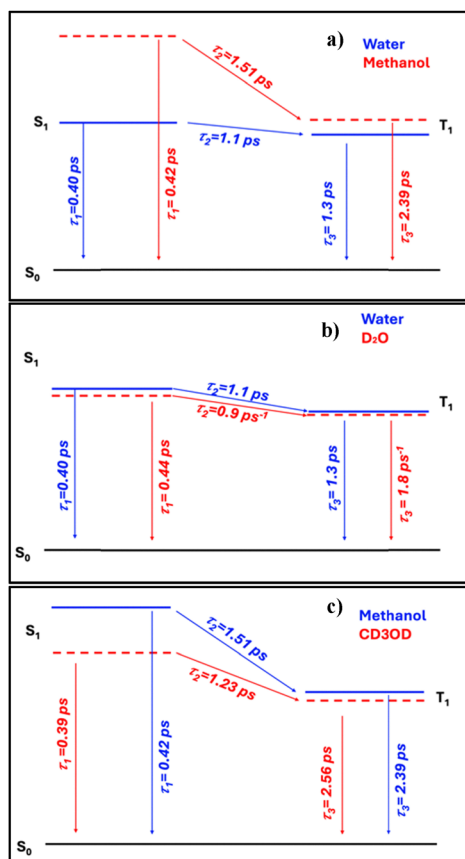 a)
Water
Methanol
S₁
T₁
τ₂=1.51 ps
τ₂=1.1 ps
τ₁=0.40 ps
τ₁= 0.42 ps
τ₃= 1.3 ps
τ₃= 2.39 ps
S₀
b)
Water
D₂O
S₁
T₁
τ₂=1.1 ps
τ₂=0.9 ps⁻¹
τ₁=0.40 ps
τ₁= 0.44 ps
τ₃= 1.3 ps
τ₃= 1.8 ps⁻¹
S₀
c)
Methanol
CD3OD
S₁
T₁
τ₂=1.51 ps
τ₂=1.23 ps
τ₁=0.39 ps
τ₁= 0.42 ps
τ₃= 2.56 ps
τ₃= 2.39 ps
S₀